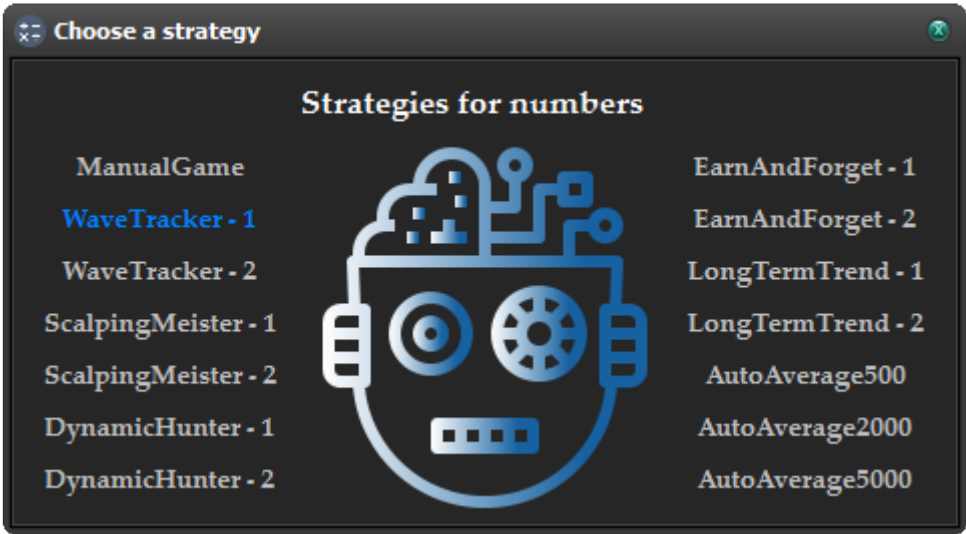 Choose a strategy
Strategies for numbers
ManualGame
WaveTracker - 1
WaveTracker - 2
ScalpingMeister - 1
ScalpingMeister - 2
DynamicHunter - 1
DynamicHunter - 2
EarnAndForget - 1
EarnAndForget - 2
LongTermTrend - 1
LongTermTrend - 2
AutoAverage500
AutoAverage2000
AutoAverage5000